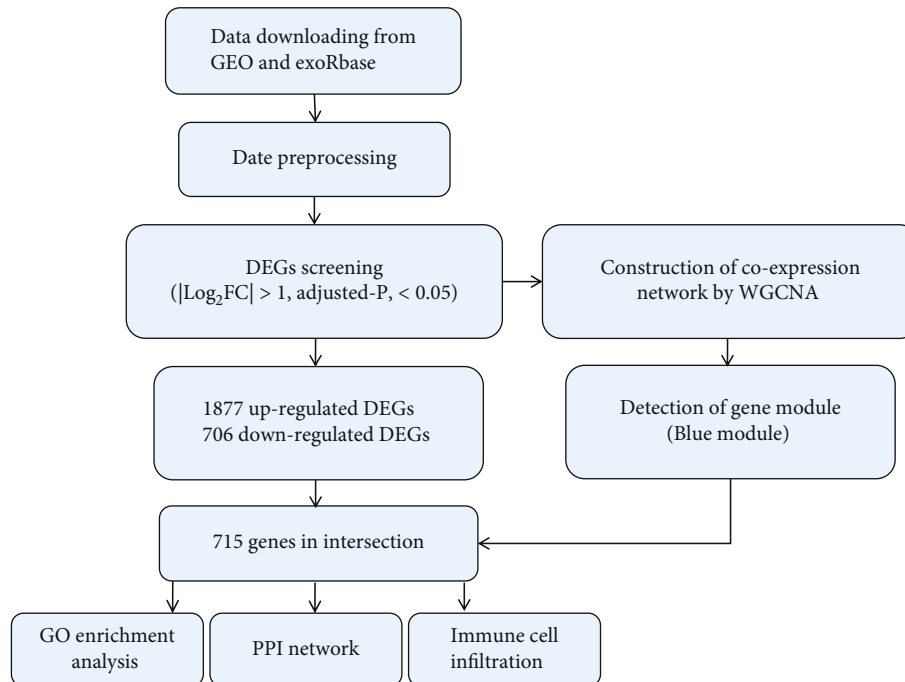 Data downloading from
GEO and exoRbase
Date preprocessing
DEGs screening
(|Log₂FC| > 1, adjusted-P, < 0.05)
Construction of co-expression
network by WGCNA
1877 up-regulated DEGs
706 down-regulated DEGs
Detection of gene module
(Blue module)
715 genes in intersection
GO enrichment
analysis
PPI network
Immune cell
infiltration